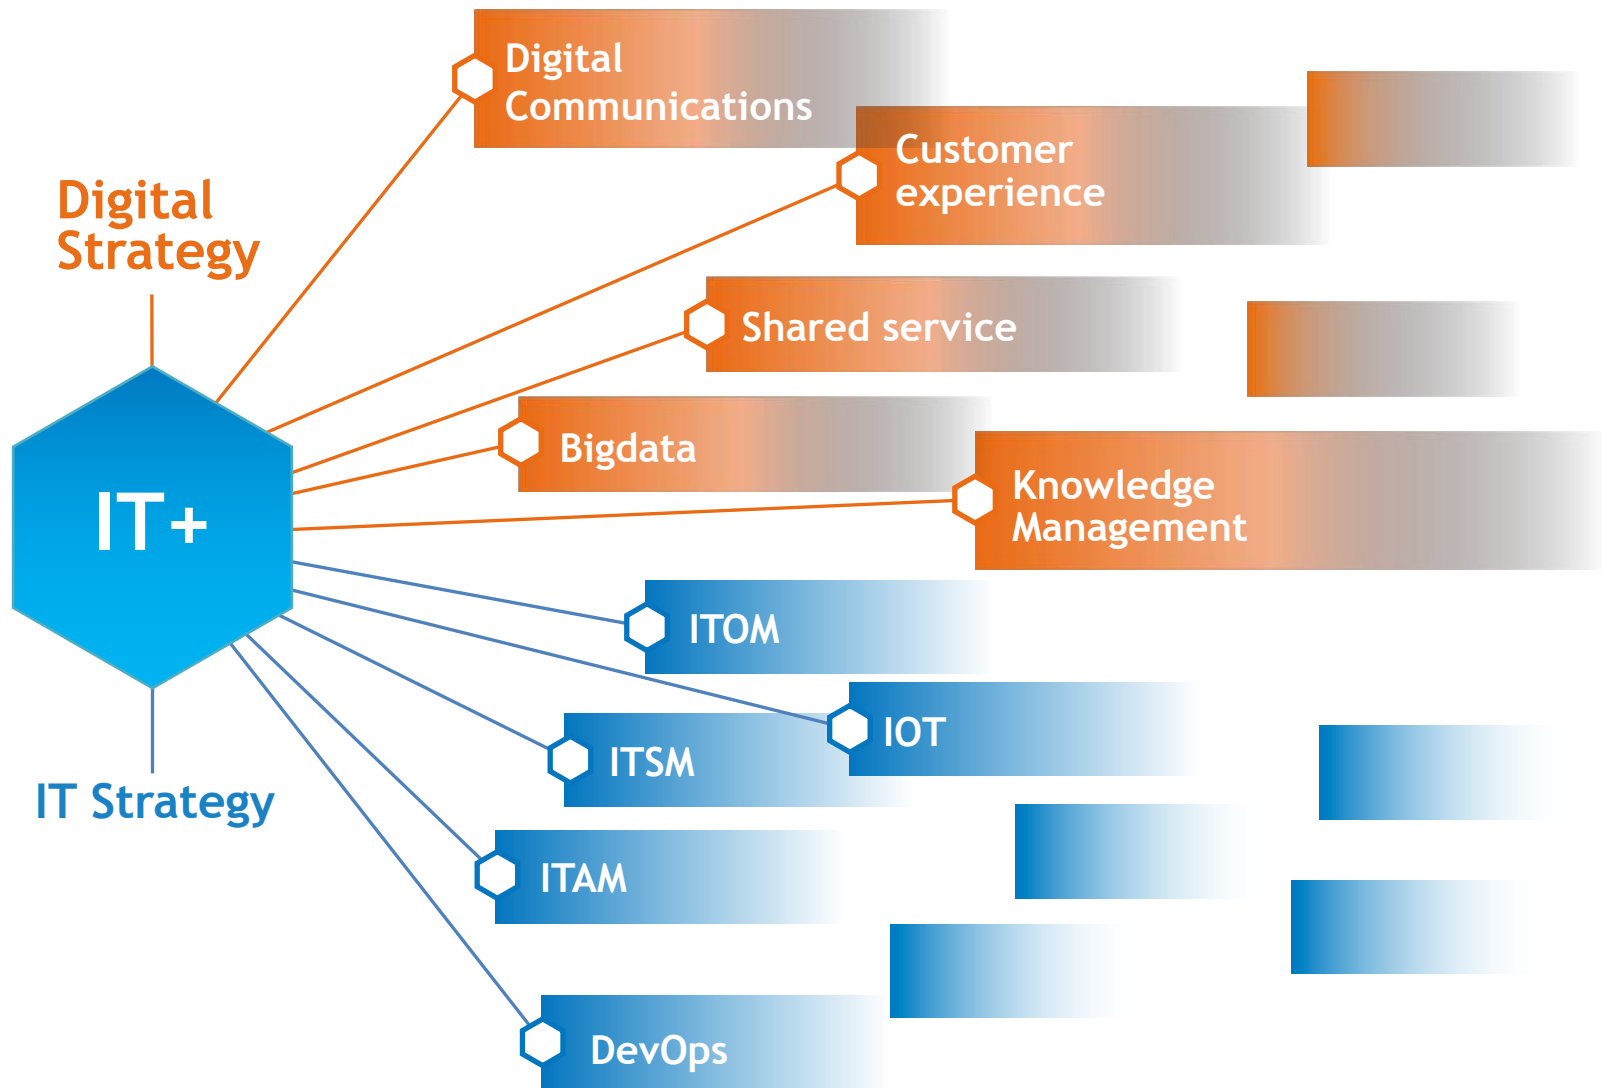 Digital
Communications
Customer
experience
Digital
Strategy
Shared service
Bigdata
Knowledge
Management
IT+
ITOM
IOT
ITSM
IT Strategy
ITAM
DevOps